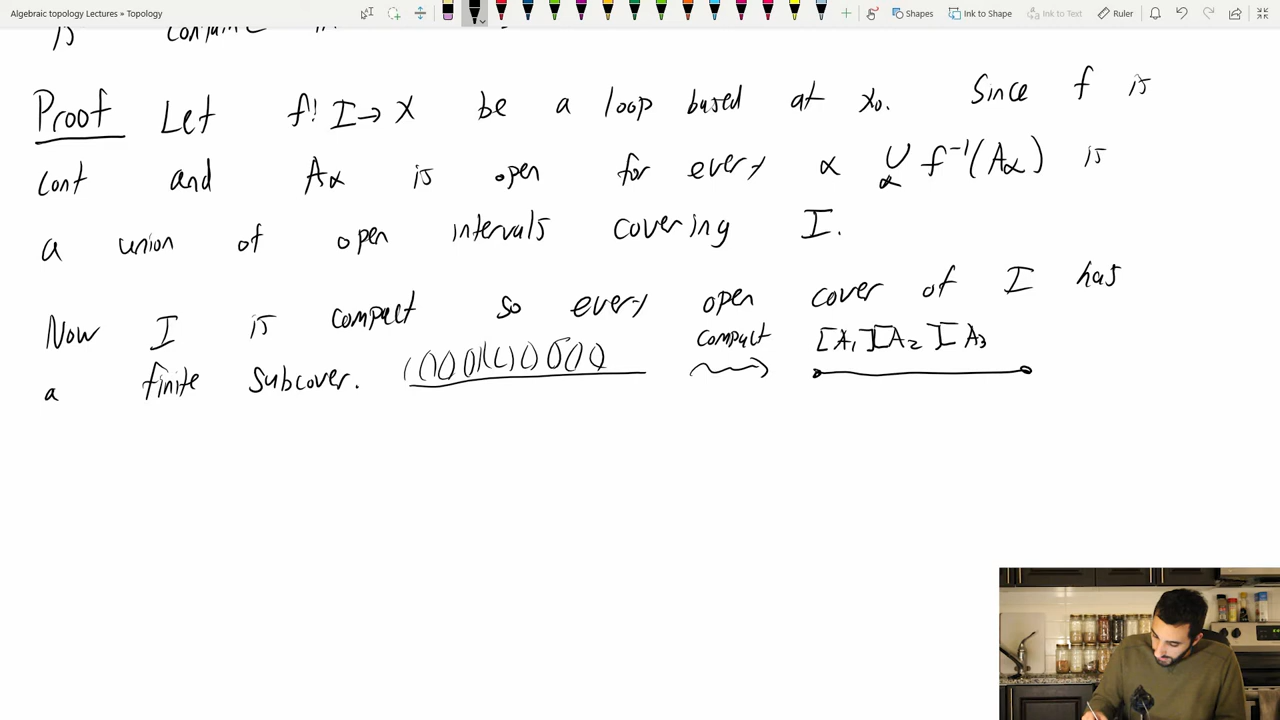 Algebraic topology Lectures » Topology
Shapes
Ink to Shape
Ink to Text
Ruler
is
Proof Let f: I→X be a loop based at x₀. Since f is
cont and Aα is open for every α ∪α f⁻¹(Aα) is
a union of open intervals covering I.
Now I is compact so every open cover of I has
a finite subcover.
compact [A₁][A₂][A₃